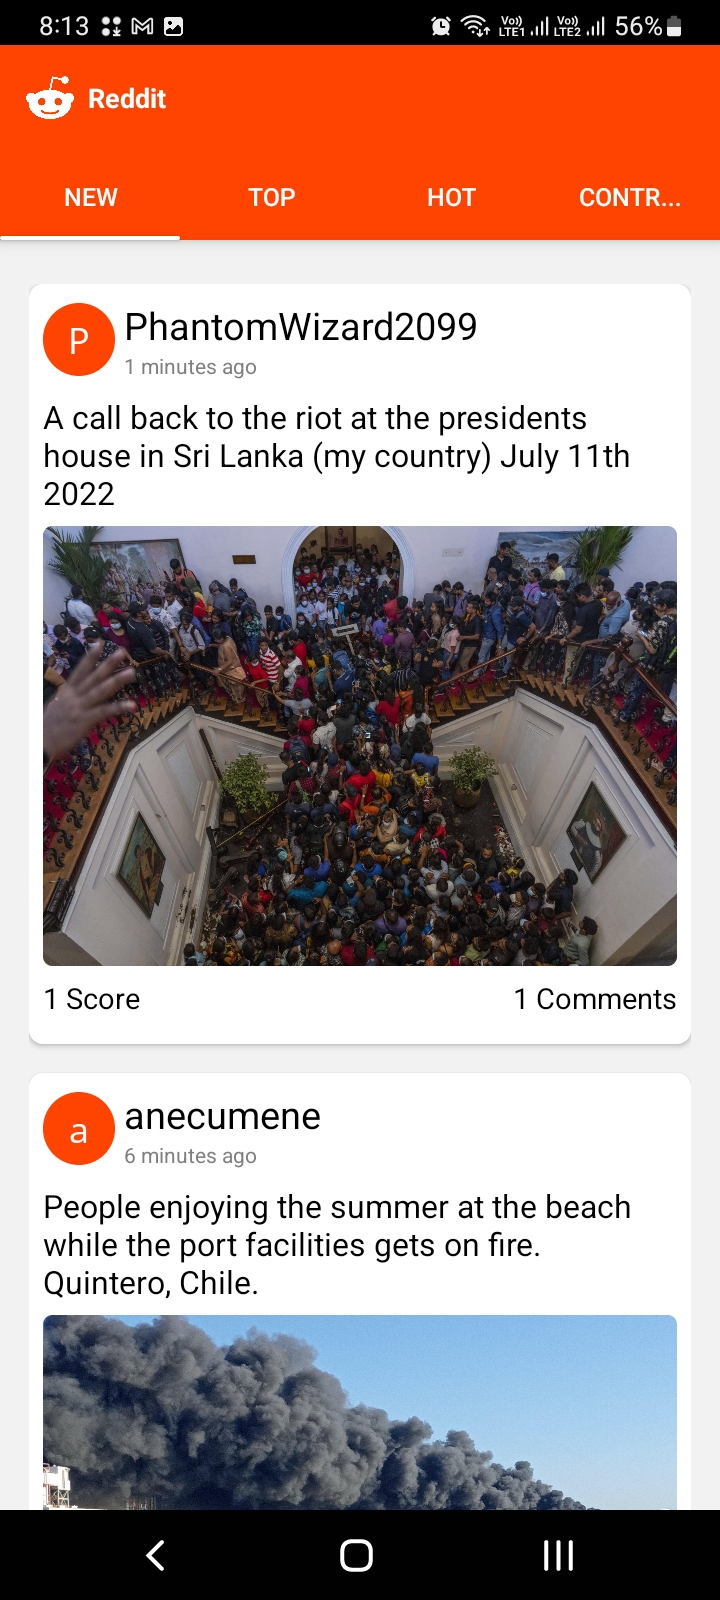 8:13
Vo)) LTE1 Vo)) LTE2 56%
Reddit
NEW TOP HOT CONTR...
P
PhantomWizard2099
1 minutes ago
A call back to the riot at the presidents
house in Sri Lanka (my country) July 11th
2022
1 Score 1 Comments
a
anecumene
6 minutes ago
People enjoying the summer at the beach
while the port facilities gets on fire.
Quintero, Chile.